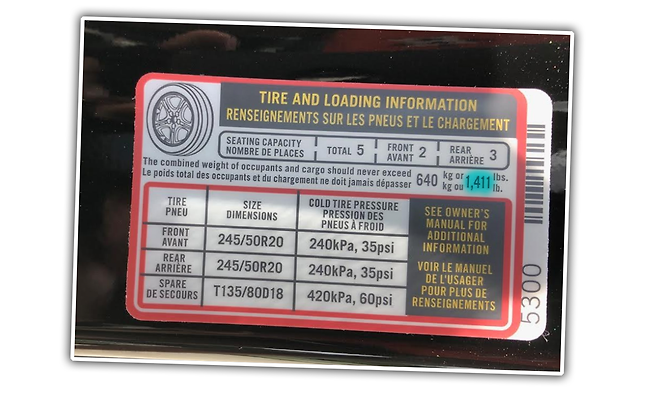 TIRE AND LOADING INFORMATION
RENSEIGNEMENTS SUR LES PNEUS ET LE CHARGEMENT
SEATING CAPACITY
NOMBRE DE PLACES
TOTAL 5
FRONT
AVANT 2
REAR
ARRIÈRE 3
The combined weight of occupants and cargo should never exceed 640 kg or 1,411 lbs.
Le poids total des occupants et du chargement ne doit jamais dépasser kg ou lb.
TIRE
PNEU
SIZE
DIMENSIONS
COLD TIRE PRESSURE
PRESSION DES
PNEUS À FROID
FRONT
AVANT
245/50R20
240kPa, 35psi
REAR
ARRIÈRE
245/50R20
240kPa, 35psi
SPARE
DE SECOURS
T135/80D18
420kPa, 60psi
SEE OWNER'S
MANUAL FOR
ADDITIONAL
INFORMATION
VOIR LE MANUEL
DE L'USAGER
POUR PLUS DE
RENSEIGNEMENTS
5300